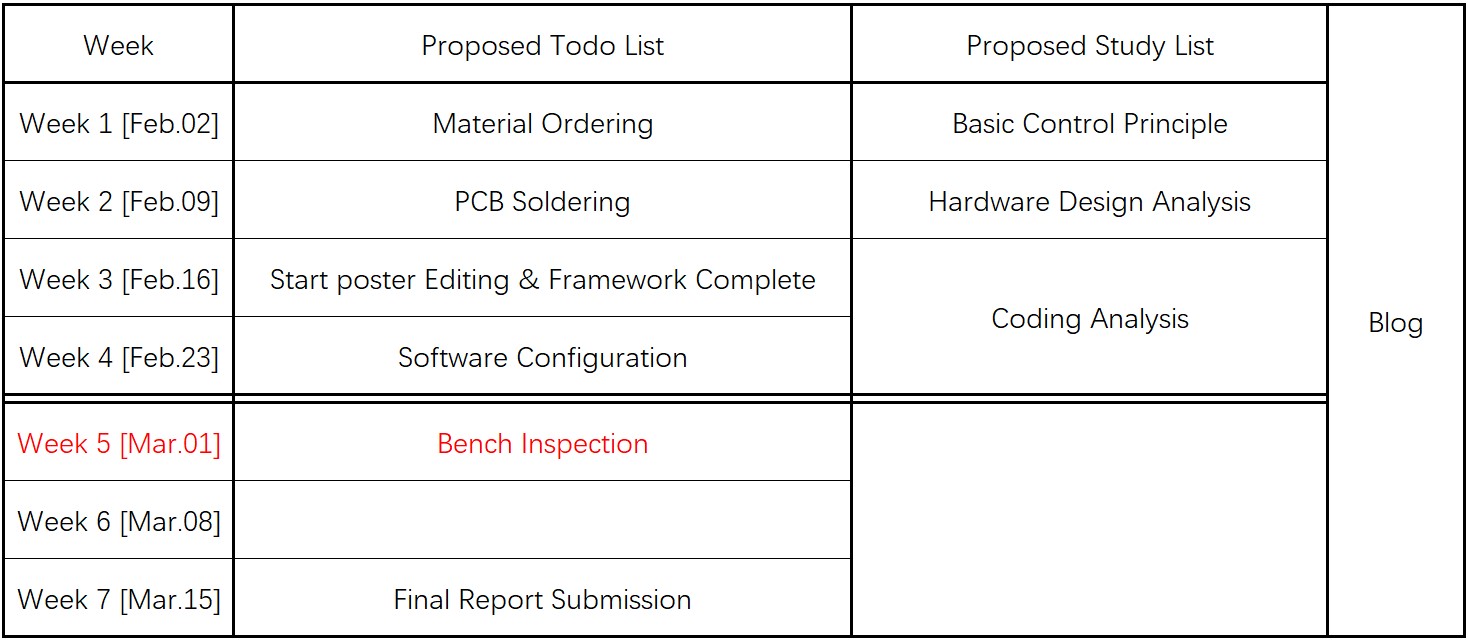 Week
Proposed Todo List
Proposed Study List
Week 1 [Feb.02]
Material Ordering
Basic Control Principle
Week 2 [Feb.09]
PCB Soldering
Hardware Design Analysis
Week 3 [Feb.16]
Start poster Editing & Framework Complete
Coding Analysis
Week 4 [Feb.23]
Software Configuration
Blog
Week 5 [Mar.01]
Bench Inspection
Week 6 [Mar.08]
Week 7 [Mar.15]
Final Report Submission